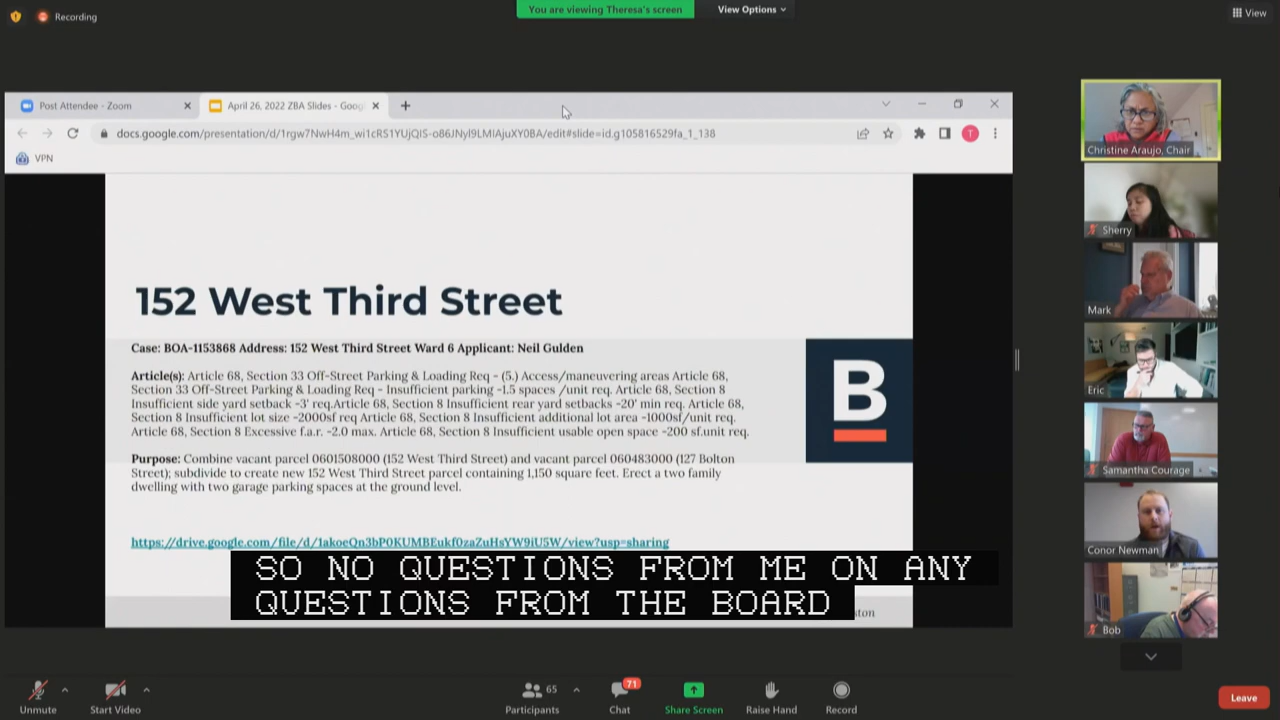 Recording
You are viewing Theresa's screen
View Options
View
Post Attendee - Zoom
April 26, 2022 ZBA Slides - Goog
docs.google.com/presentation/d/1rgw7NwH4m_wi1cRS1YUjQIS-o86JNyl9LMIAjuXY0BA/edit#slide=id.g105816529fa_1_138
T
VPN
152 West Third Street
Case: BOA-1153868 Address: 152 West Third Street Ward 6 Applicant: Neil Gulden
Article(s): Article 68, Section 33 Off-Street Parking & Loading Req - (5.) Access/maneuvering areas Article 68,
Section 33 Off-Street Parking & Loading Req - Insufficient parking -1.5 spaces /unit req. Article 68, Section 8
Insufficient side yard setback -3' req.Article 68, Section 8 Insufficient rear yard setbacks -20' min req. Article 68,
Section 8 Insufficient lot size -2000sf req Article 68, Section 8 Insufficient additional lot area -1000sf/unit req.
Article 68, Section 8 Excessive f.a.r. -2.0 max. Article 68, Section 8 Insufficient usable open space -200 sf.unit req.
Purpose: Combine vacant parcel 0601508000 (152 West Third Street) and vacant parcel 060483000 (127 Bolton
Street); subdivide to create new 152 West Third Street parcel containing 1,150 square feet. Erect a two family
dwelling with two garage parking spaces at the ground level.
https://drive.google.com/file/d/1akoeQn3bP0KUMBEukf0zaZuHsYW9iU5W/view?usp=sharing
B
SO NO QUESTIONS FROM ME ON ANY
QUESTIONS FROM THE BOARD
ston
Christine Araujo, Chair
Sherry
Mark
Eric
Samantha Courage
Conor Newman
Bob
Unmute
Start Video
65
Participants
71
Chat
Share Screen
Raise Hand
Record
Leave